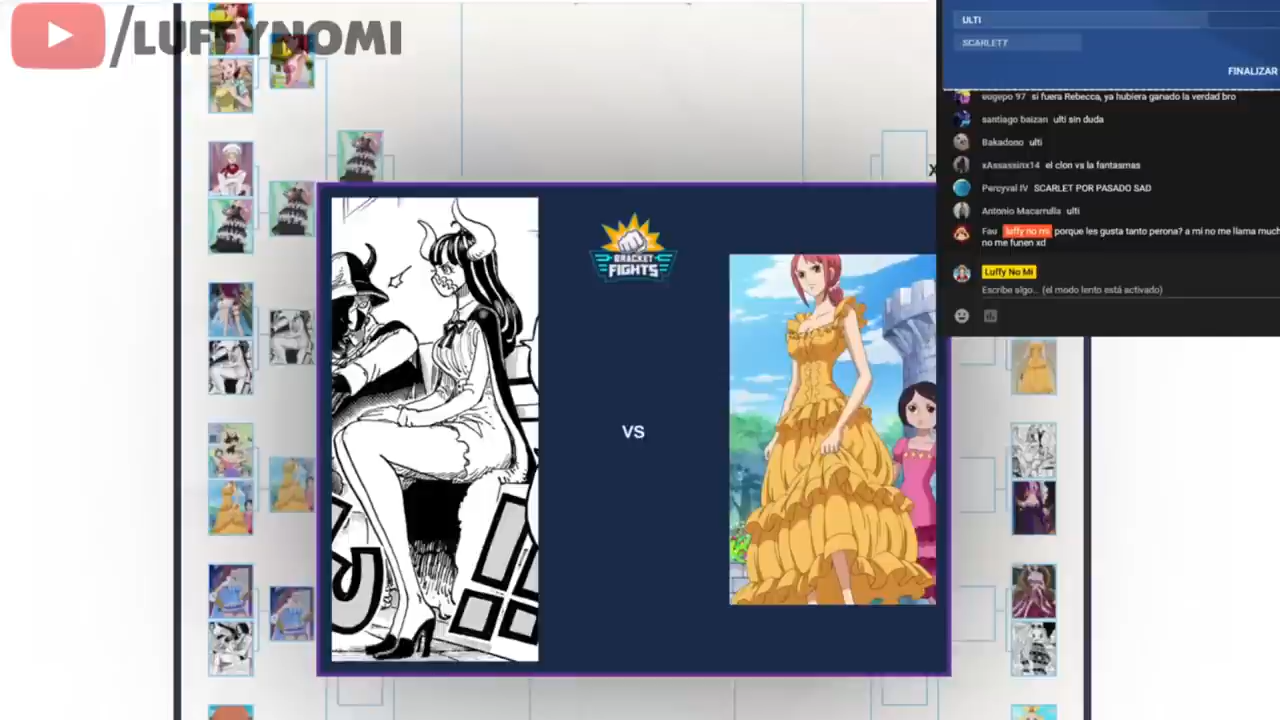 /LUFFYNOMI
ULTI
SCARLETT
FINALIZAR
eugepo 97 si fuera Rebecca, ya hubiera ganado la verdad bro
santiago baizan ulti sin duda
Bakadono ulti
xAssassinx14 el clon vs la fantasmas
Percyval IV SCARLET POR PASADO SAD
Antonio Macarrulla ulti
Fau luffy no mi porque les gusta tanto perona? a mi no me llama much
no me funen xd
Luffy No Mi
Escribe algo... (el modo lento está activado)
BRACKET
FIGHTS
VS